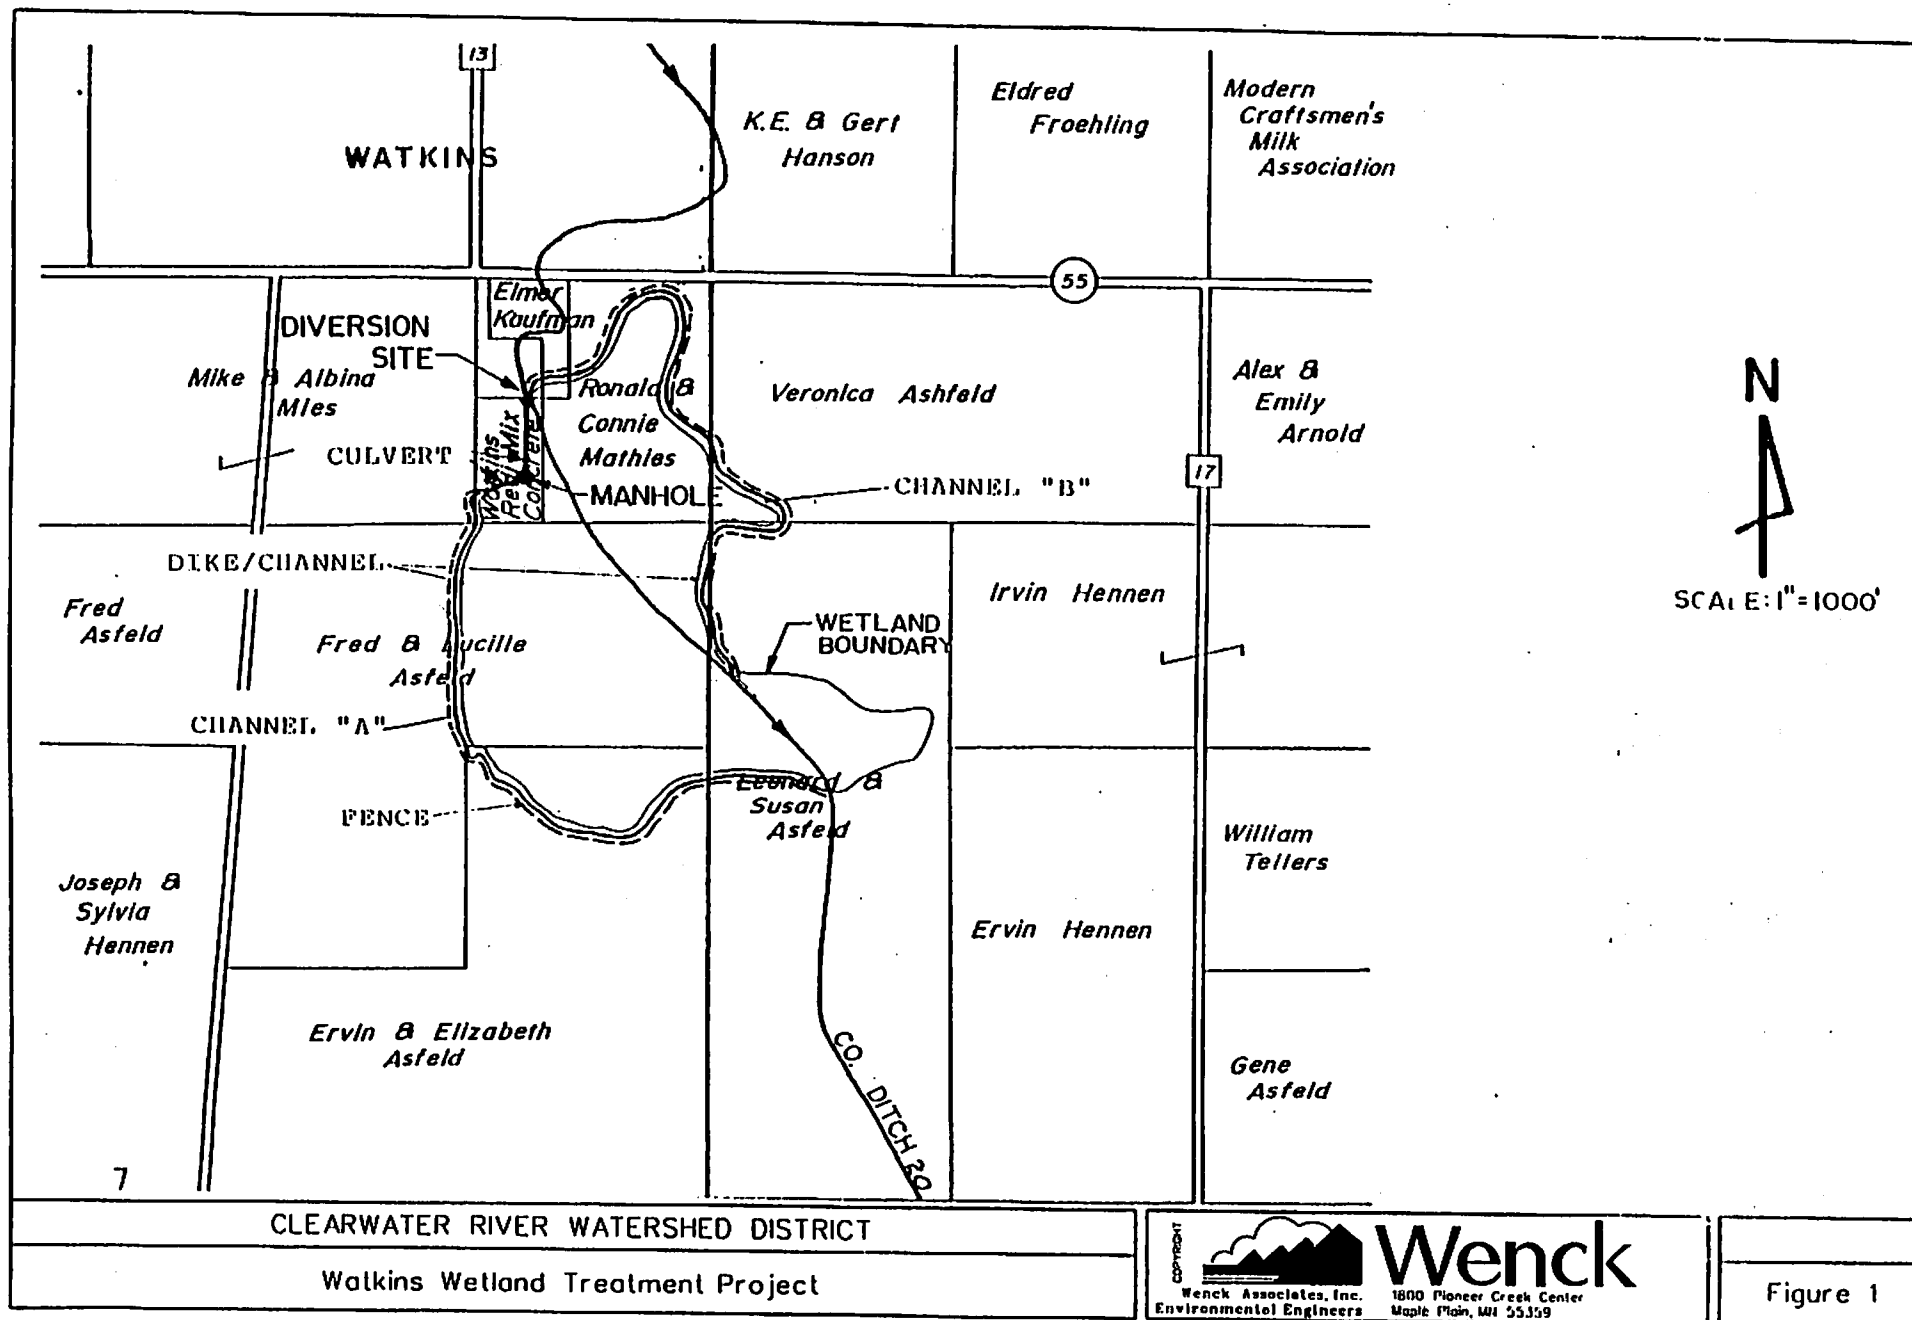 13
WATKINS
K.E. & Gert
Hanson
Eldred
Froehling
Modern
Craftsmen's
Milk
Association
55
Elmer
Kaufman
DIVERSION
SITE
Mike & Albina
Mies
Ronald &
Connie
Mathies
Veronica Ashfeld
Alex &
Emily
Arnold
N
CULVERT
Watkins
Redi Mix
Concrete
MANHOLE
CHANNEL "B"
17
DIKE/CHANNEL
Fred
Asfeld
Fred & Lucille
Asfeld
WETLAND
BOUNDARY
Irvin Hennen
SCALE: 1"=1000'
CHANNEL "A"
FENCE
Leonard &
Susan
Asfeld
William
Tellers
Joseph &
Sylvia
Hennen
Ervin Hennen
Ervin & Elizabeth
Asfeld
CO. DITCH 20
Gene
Asfeld
7
CLEARWATER RIVER WATERSHED DISTRICT
Watkins Wetland Treatment Project
COPYRIGHT
Wenck
Wenck Associates, Inc.
Environmental Engineers
1800 Pioneer Creek Center
Maple Plain, MN 55359
Figure 1